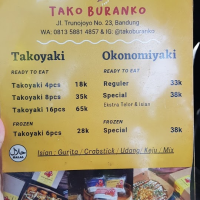 TAKO BURANKO
Jl. Trunojoyo No. 23, Bandung
WA: 0813 5881 4857 & IG: @takoburanko
Takoyaki
READY TO EAT
Takoyaki 4pcs 18k
Takoyaki 8pcs 35k
Takoyaki 16pcs 65k
FROZEN
Takoyaki 6pcs 28k
Okonomiyaki
READY TO EAT
Reguler 33k
Special 38k
Ekstra Telor & Isian
FROZEN
Special 38k
Isian : Gurita / Crabstick / Udang / Keju / Mix